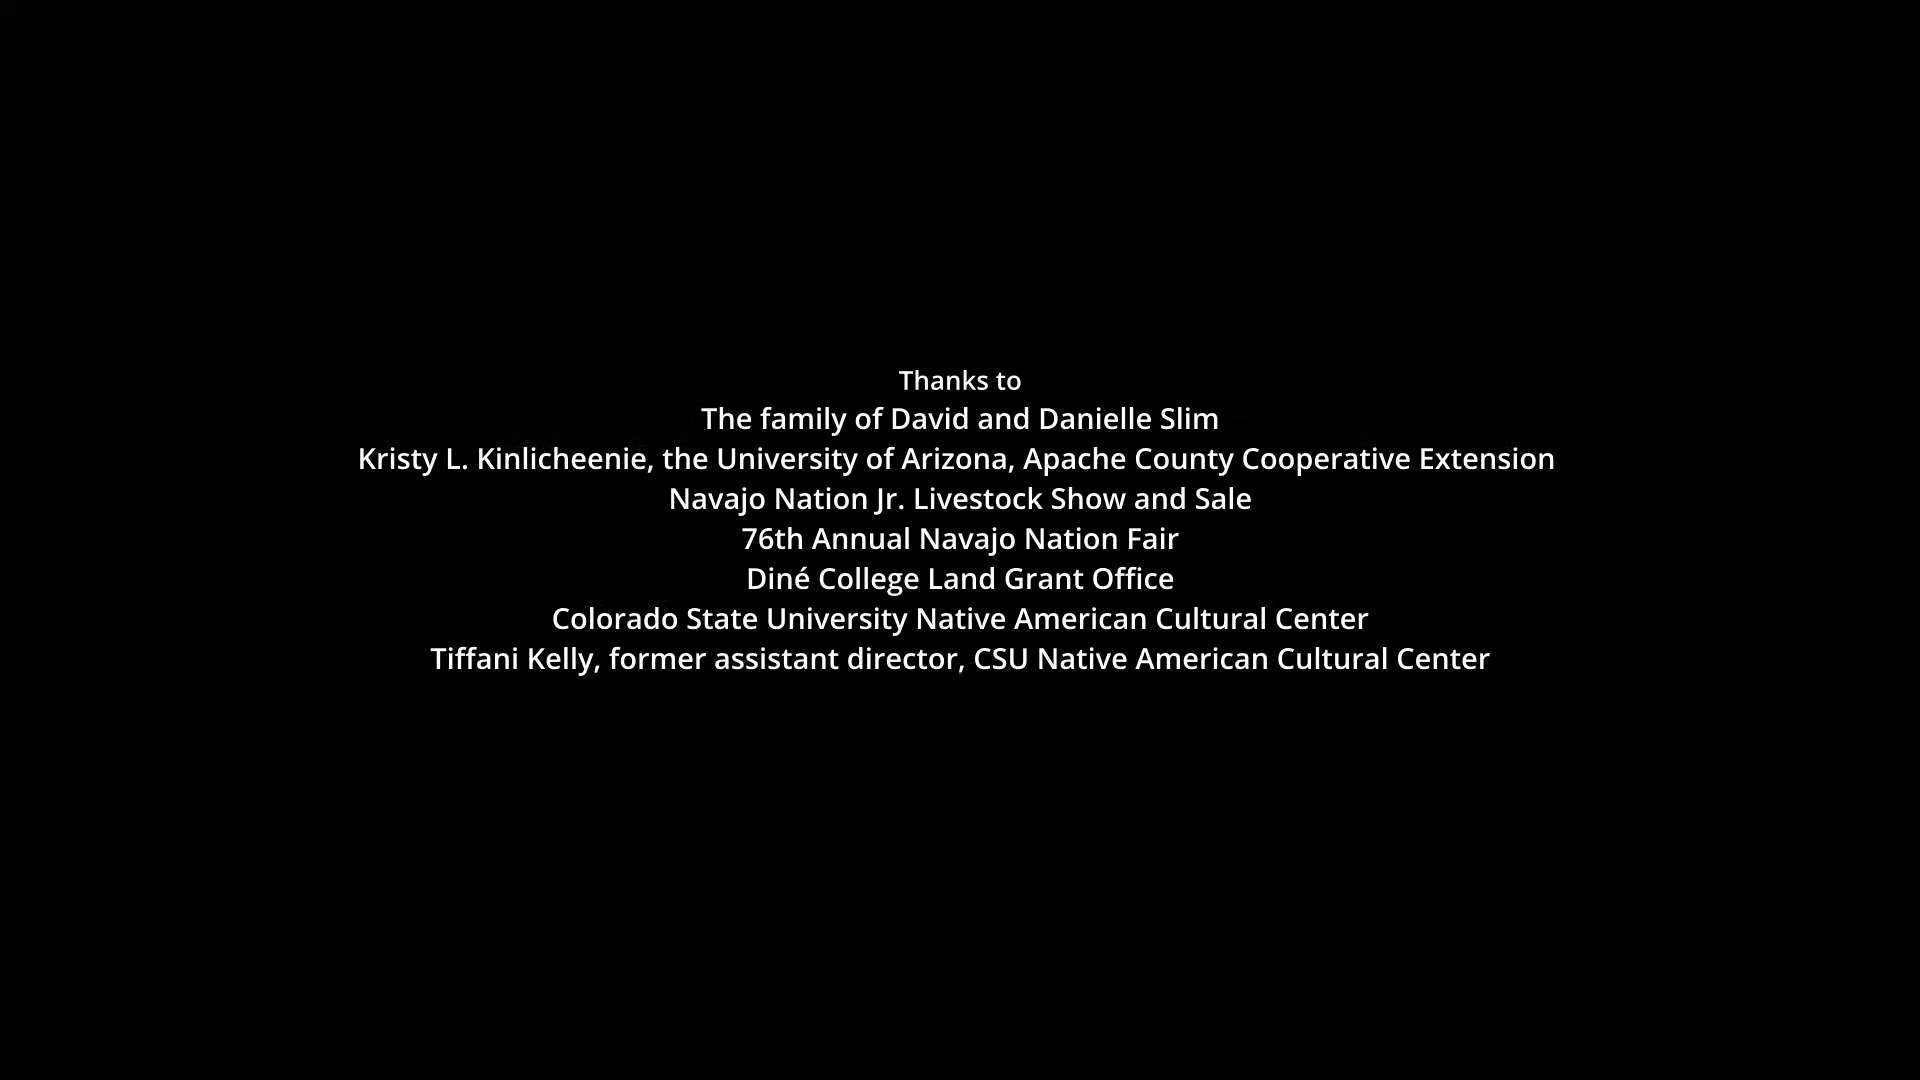 Thanks to
The family of David and Danielle Slim
Kristy L. Kinlicheenie, the University of Arizona, Apache County Cooperative Extension
Navajo Nation Jr. Livestock Show and Sale
76th Annual Navajo Nation Fair
Diné College Land Grant Office
Colorado State University Native American Cultural Center
Tiffani Kelly, former assistant director, CSU Native American Cultural Center